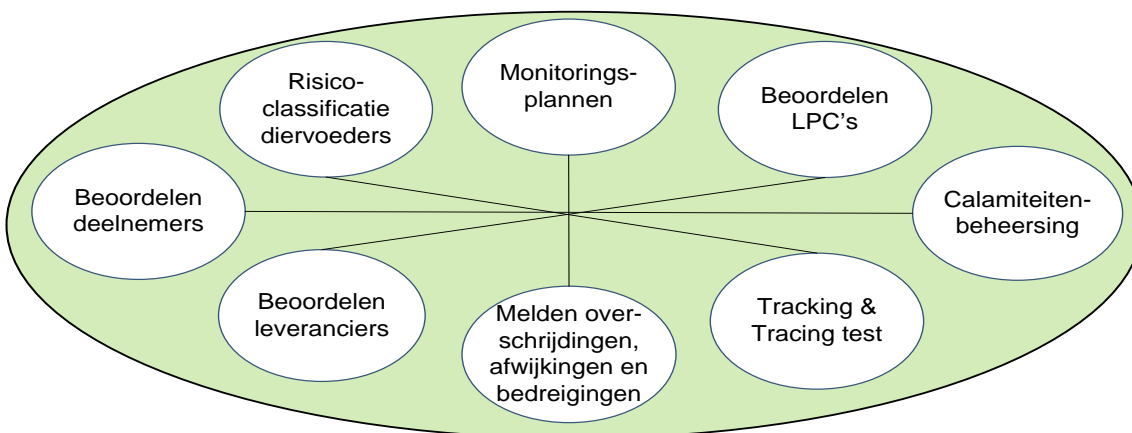 Risico-
classificatie
diervoeders
Monitorings-
plannen
Beoordelen
LPC's
Beoordelen
deelnemers
Calamiteiten-
beheersing
Beoordelen
leveranciers
Melden over-
schrijdingen,
afwijkingen en
bedreigingen
Tracking &
Tracing test